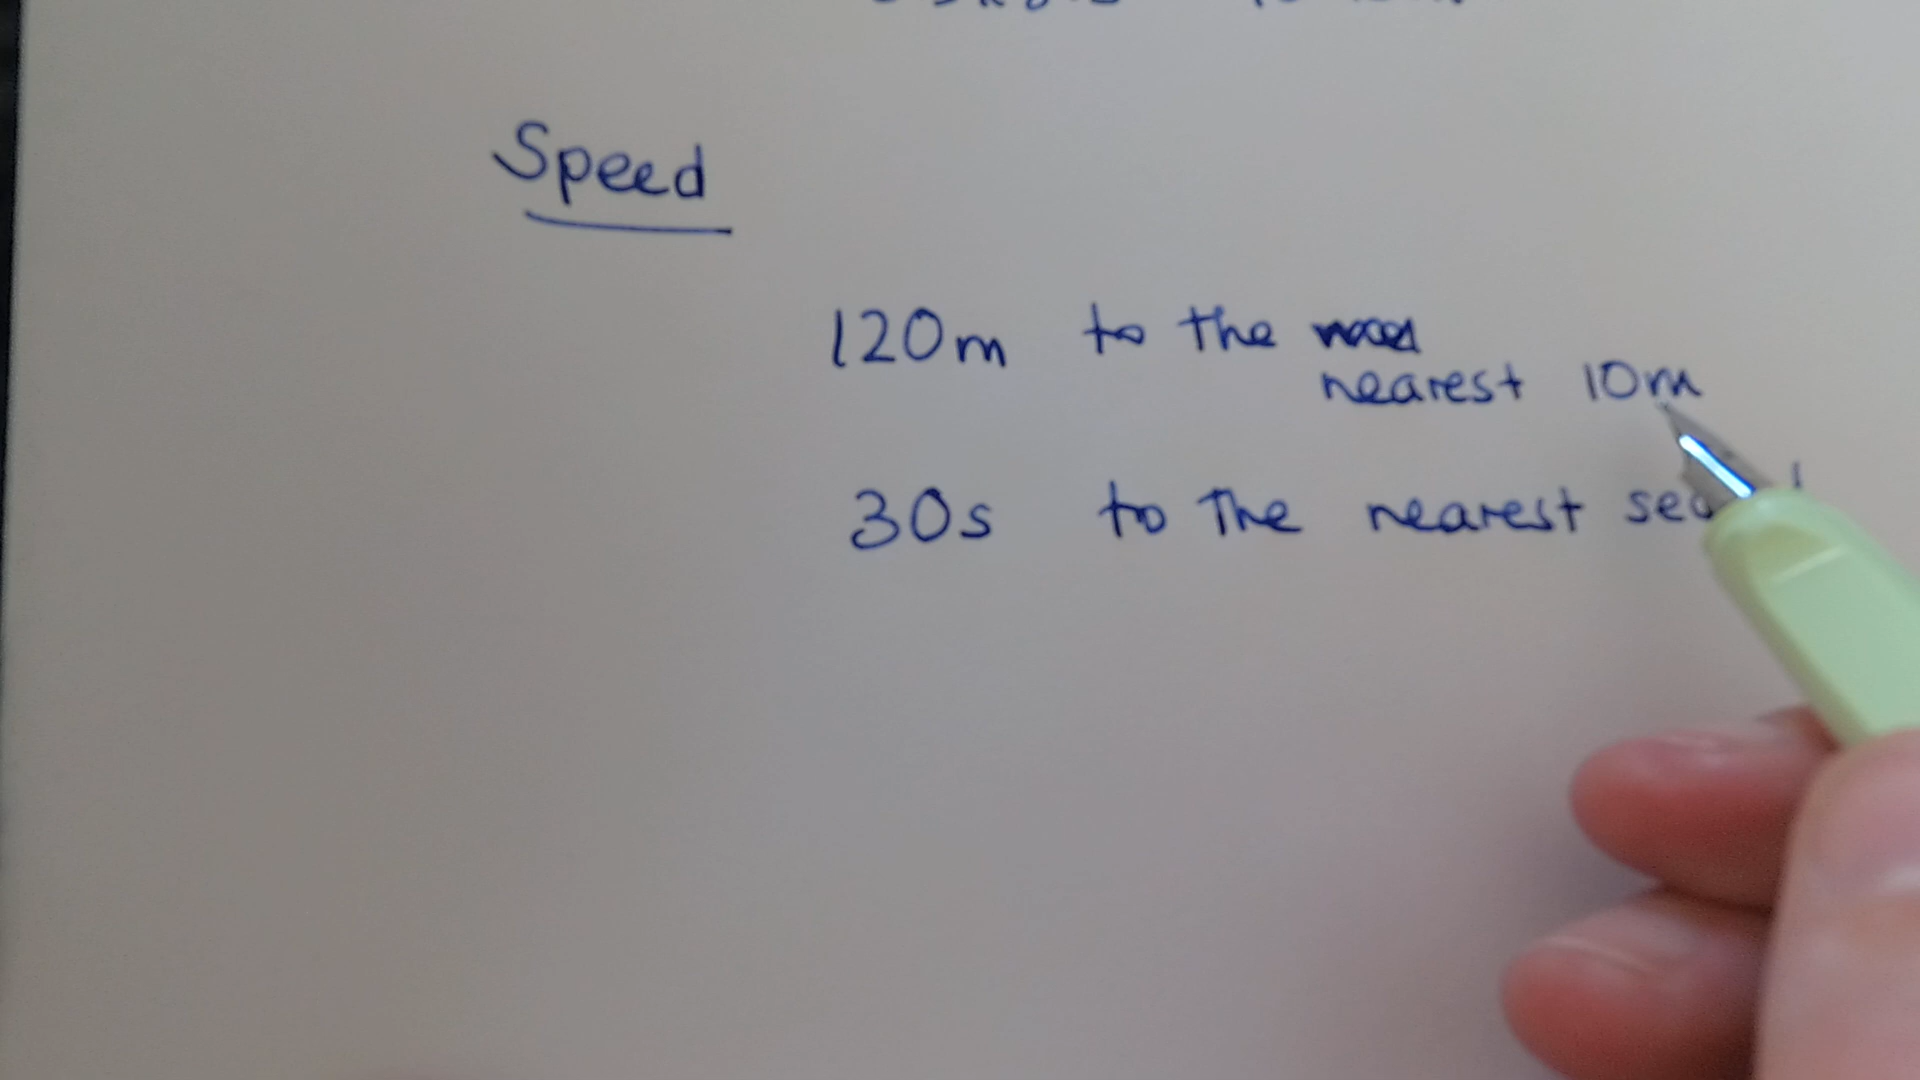 Speed
120m to the
nearest 10m
30s to the nearest